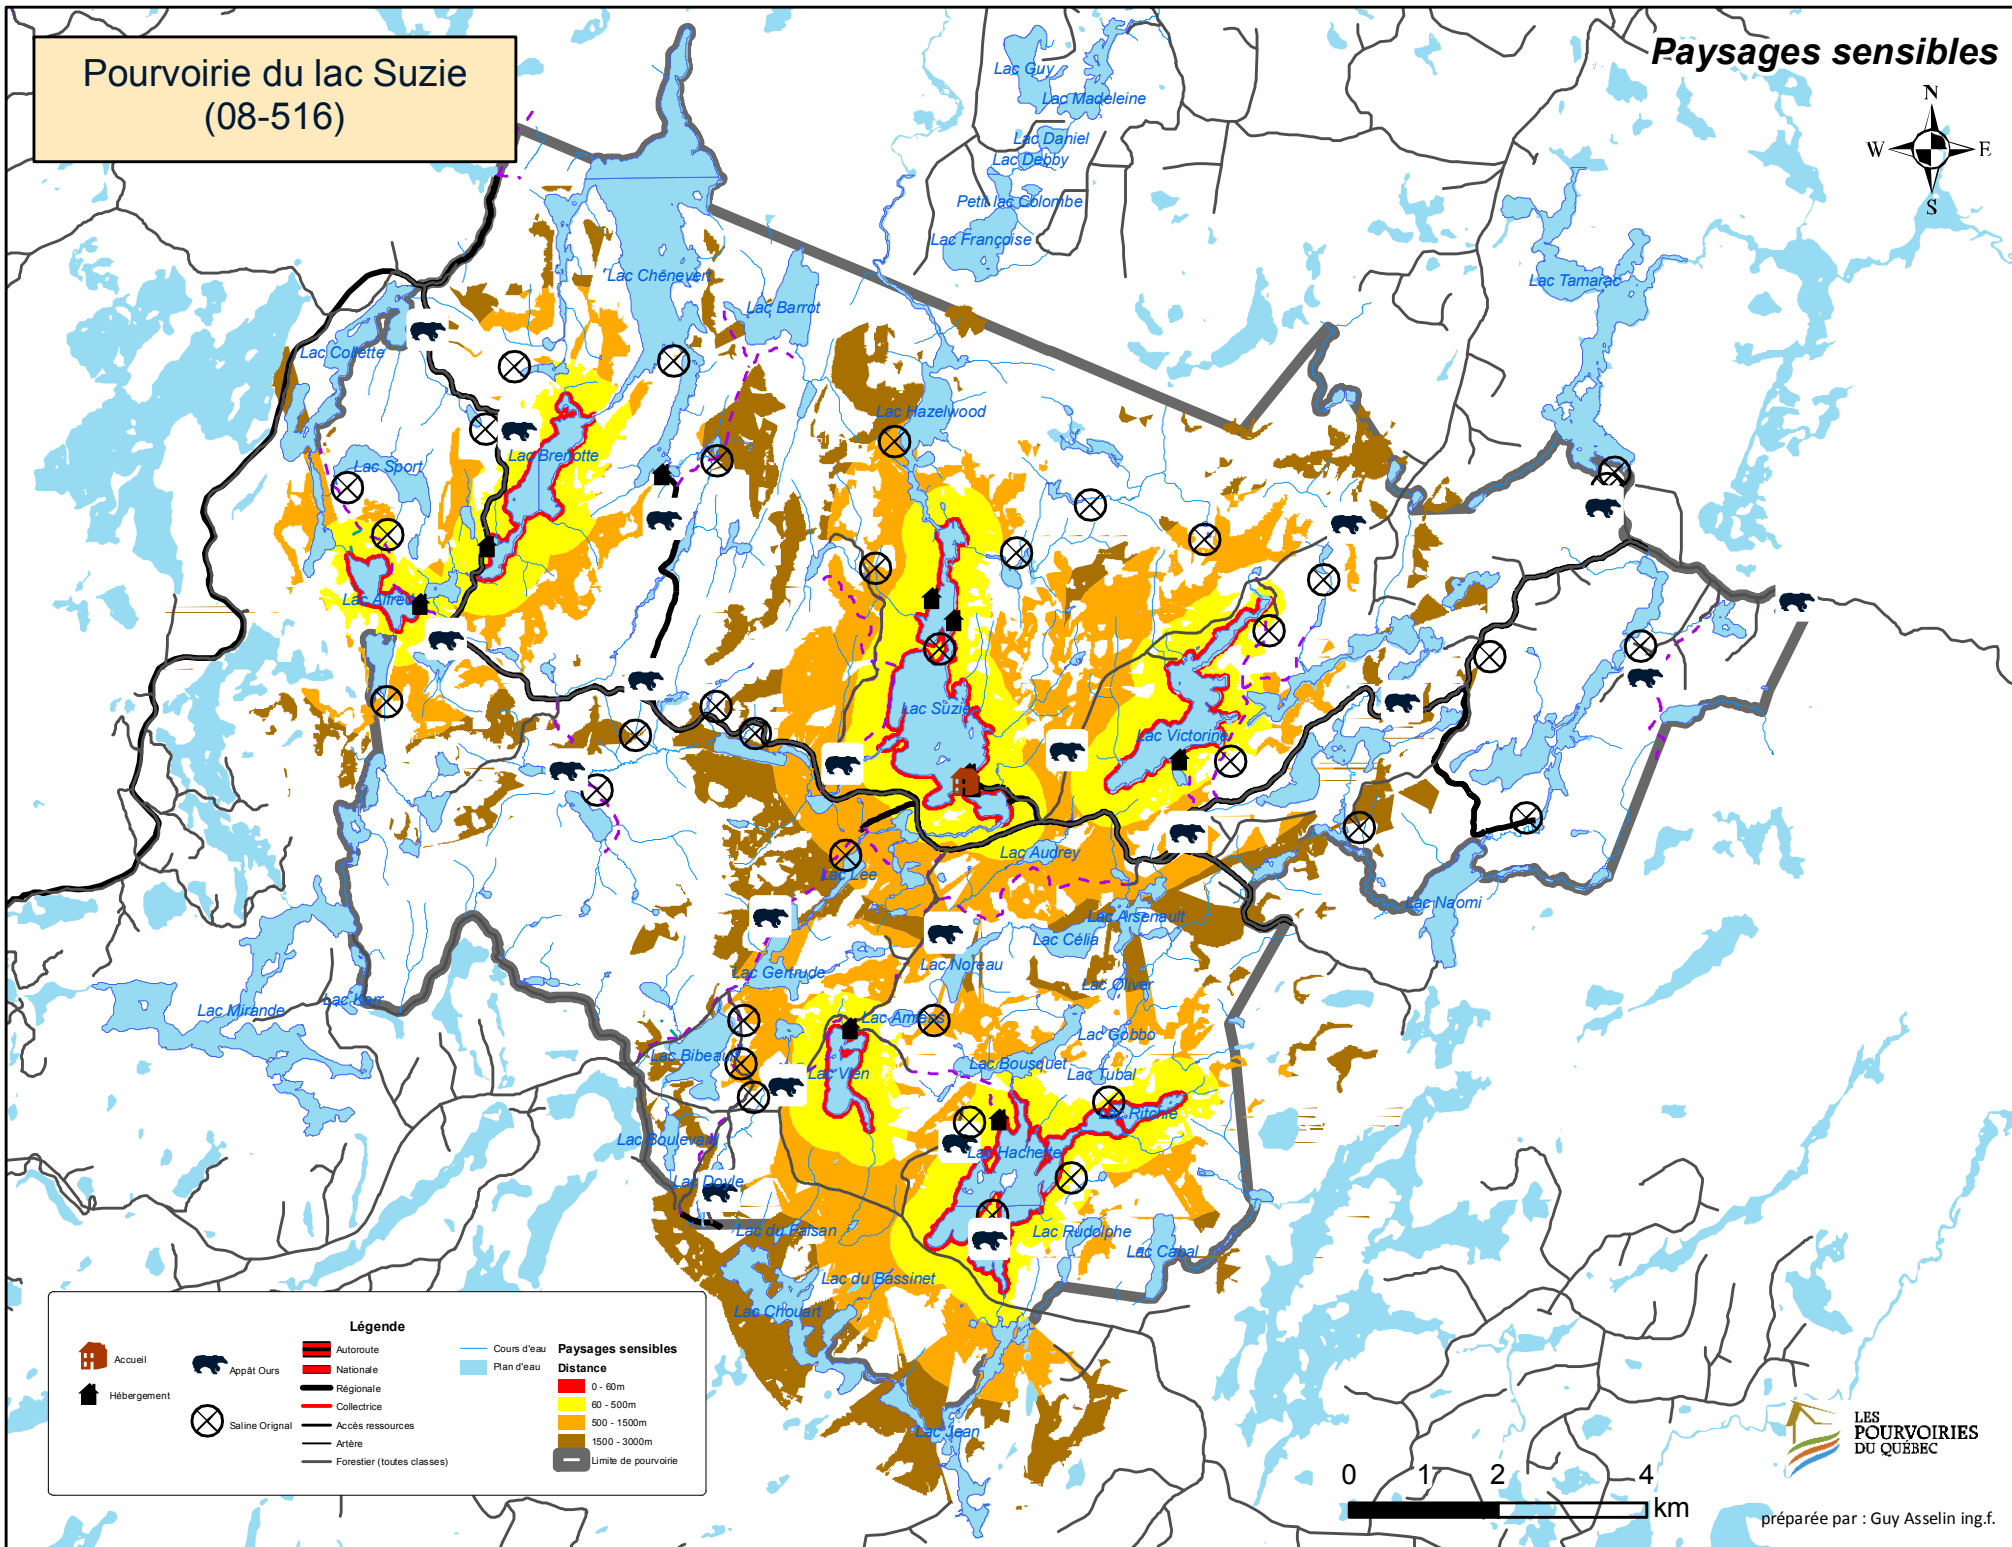 Pourvoirie du lac Suzie
(08-516)
Paysages sensibles
N
W
E
S
Lac Guy
Lac Madeleine
Lac Daniel
Lac Debby
Petit lac Colombe
Lac Françoise
Lac Tamarac
Lac Chênevert
Lac Barrot
Lac Collette
Lac Hazelwood
Lac Brenotte
Lac Sport
Lac Alfred
Lac Suzie
Lac Victorine
Lac Audrey
Lac Lee
Lac Naomi
Lac Arsenault
Lac Célia
Lac Noreau
Lac Gertrude
Lac Oliver
Lac Karr
Lac Mirande
Lac Amiens
Lac Gobbo
Lac Bibeault
Lac Bousquet
Lac Vien
Lac Tubal
Lac Ritchie
Lac Boulevard
Lac Hachette
Lac Doyle
Lac du Faisan
Lac Rudolphe
Lac Cabal
Lac du Bassinet
Lac Chouart
Lac Jean
Légende
Accueil
Hébergement
Appât Ours
Saline Orignal
Autoroute
Nationale
Régionale
Collectrice
Accès ressources
Artère
Forestier (toutes classes)
Cours d'eau
Plan d'eau
Paysages sensibles
Distance
0 - 60m
60 - 500m
500 - 1500m
1500 - 3000m
Limite de pourvoirie
0 1 2 4
km
LES
POURVOIRIES
DU QUÉBEC
préparée par : Guy Asselin ing.f.